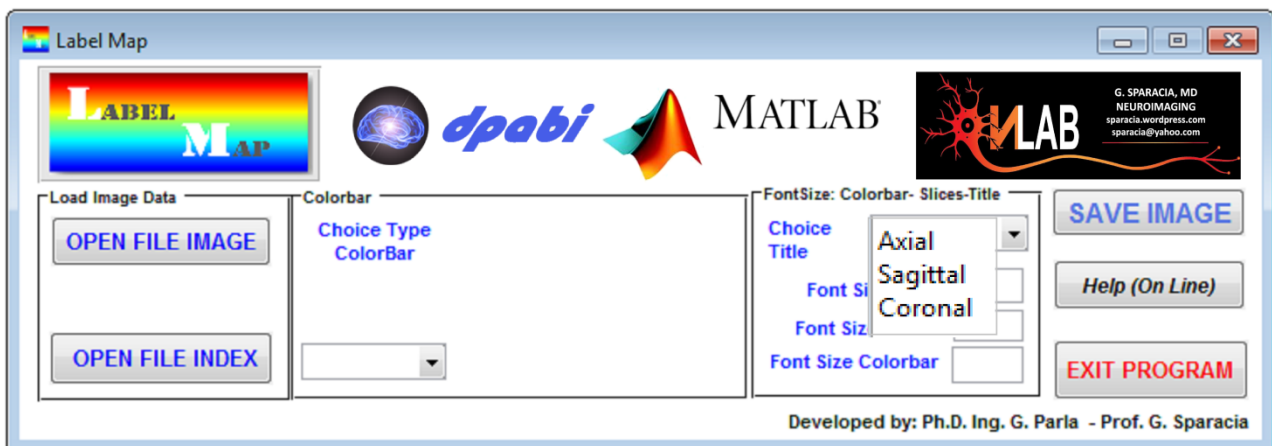 Label Map
LABEL
MAP
dpabi
MATLAB
NLAB
G. SPARACIA, MD
NEUROIMAGING
sparacia.wordpress.com
sparacia@yahoo.com
Load Image Data
OPEN FILE IMAGE
OPEN FILE INDEX
Colorbar
Choice Type
ColorBar
FontSize: Colorbar- Slices-Title
Choice
Title
Axial
Sagittal
Coronal
Font Si
Font Siz
Font Size Colorbar
SAVE IMAGE
Help (On Line)
EXIT PROGRAM
Developed by: Ph.D. Ing. G. Parla - Prof. G. Sparacia